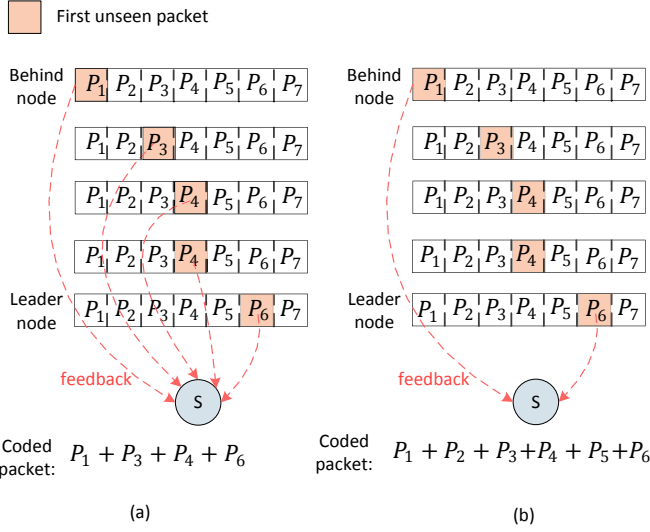 First unseen packet
Behind node
P1 P2 P3 P4 P5 P6 P7
P1 P2 P3 P4 P5 P6 P7
P1 P2 P3 P4 P5 P6 P7
P1 P2 P3 P4 P5 P6 P7
Leader node
P1 P2 P3 P4 P5 P6 P7
feedback
S
Coded packet:
P1 + P3 + P4 + P6
(a)
Behind node
P1 P2 P3 P4 P5 P6 P7
P1 P2 P3 P4 P5 P6 P7
P1 P2 P3 P4 P5 P6 P7
P1 P2 P3 P4 P5 P6 P7
Leader node
P1 P2 P3 P4 P5 P6 P7
feedback
S
Coded packet:
P1 + P2 + P3+P4 + P5+P6
(b)